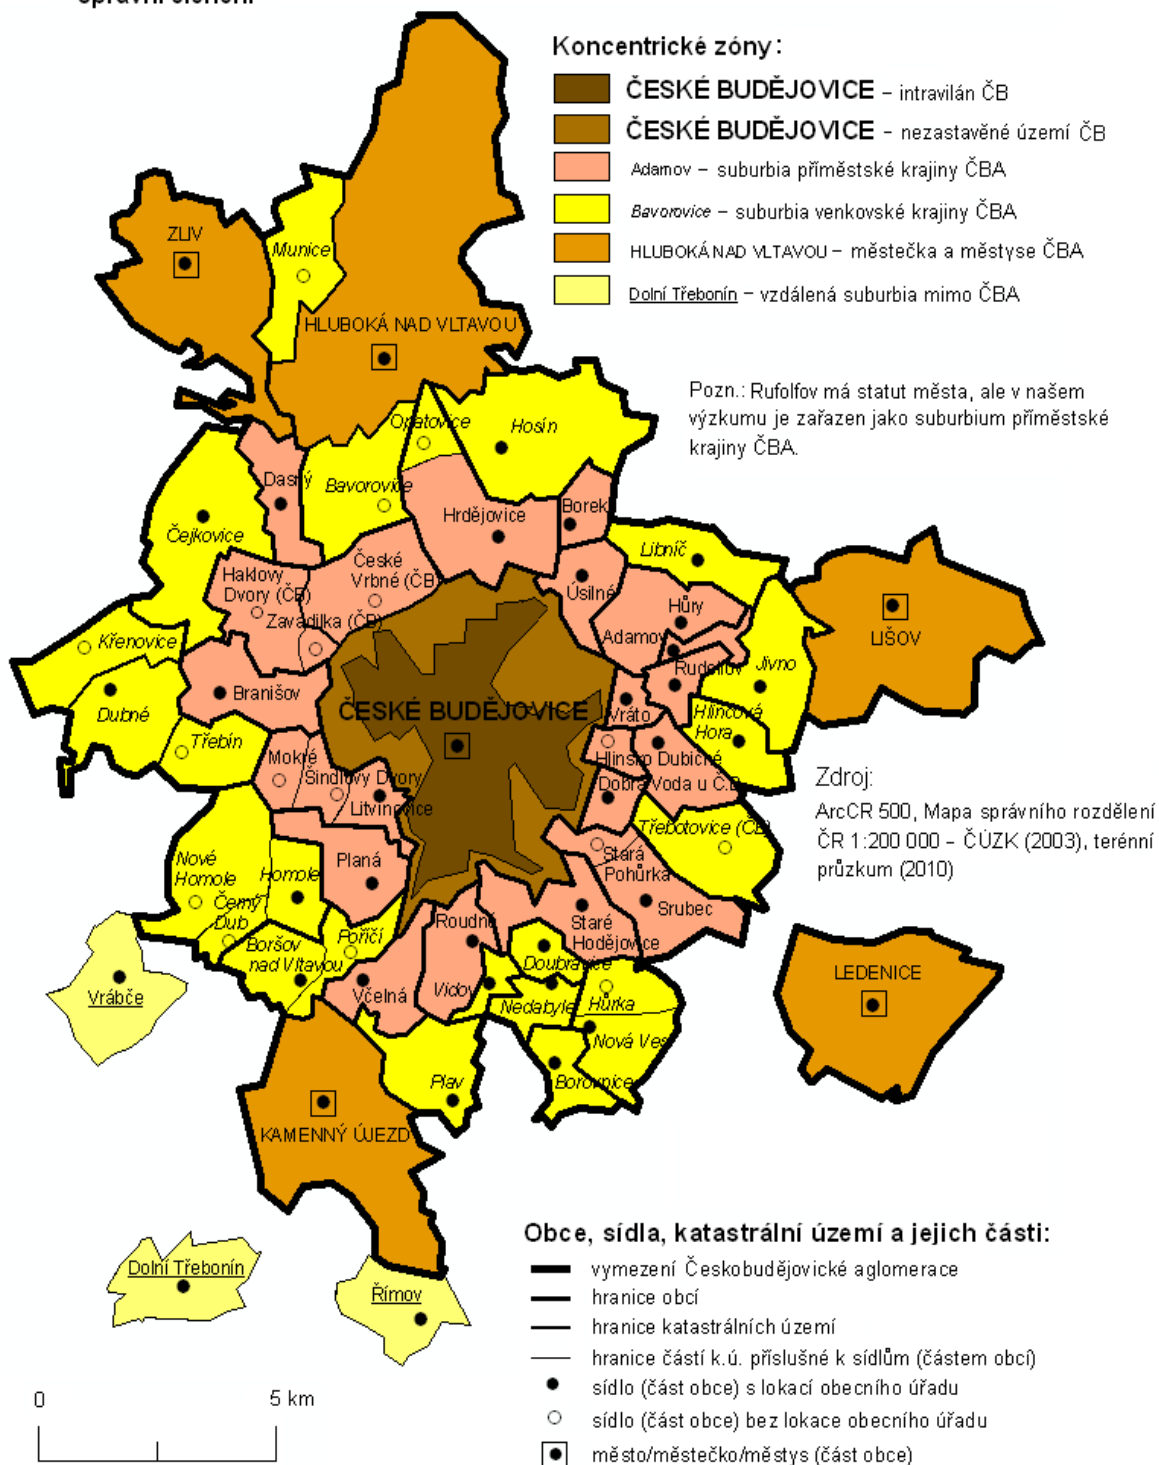 Koncentrické zóny:
ČESKÉ BUDĚJOVICE – intravilán ČB
ČESKÉ BUDĚJOVICE – nezastavěné území ČB
Adamov – suburbia příměstské krajiny ČBA
Bavorovice – suburbia venkovské krajiny ČBA
HLUBOKÁ NAD VLTAVOU – městečka a městyse ČBA
Dolní Třebonín – vzdálená suburbia mimo ČBA
Pozn.: Rufolfov má statut města, ale v našem
výzkumu je zařazen jako suburbium příměstské
krajiny ČBA.
ZLIV
Munice
HLUBOKÁ NAD VLTAVOU
Opatovice
Hosín
Dasný
Bavorovice
Hrdějovice
Borek
Čejkovice
Libníč
Haklovy
Dvory (ČB)
České
Vrbné (ČB)
Úsilné
Hůry
Zavadilka (ČB)
Adamov
LIŠOV
Křenovice
Rudolfov
Jivno
Branišov
Dubné
ČESKÉ BUDĚJOVICE
Vráto
Hlincová
Hora
Třebín
Mokré
Šindlovy Dvory
Hlinsko
Dubičné
Litvínovice
Dobrá Voda u Č.B.
Třebotovice (ČB)
Zdroj:
ArcCR 500, Mapa správního rozdělení
ČR 1:200 000 – ČÚZK (2003), terénní
průzkum (2010)
Nové
Homole
Homole
Planá
Stará
Pohůrka
Černý
Dub
Srubec
Roudné
Staré
Hodějovice
Poříčí
Boršov
nad Vltavou
Doubravice
LEDENICE
Vrábče
Včelná
Vidov
Nedabyle
Hůrka
Nová Ves
Plav
Borovnice
KAMENNÝ ÚJEZD
Dolní Třebonín
Římov
Obce, sídla, katastrální území a jejich části:
vymezení Českobudějovické aglomerace
hranice obcí
hranice katastrálních území
hranice částí k.ú. příslušné k sídlům (částem obcí)
sídlo (část obce) s lokací obecního úřadu
sídlo (část obce) bez lokace obecního úřadu
město/městečko/městys (část obce)
0 5 km